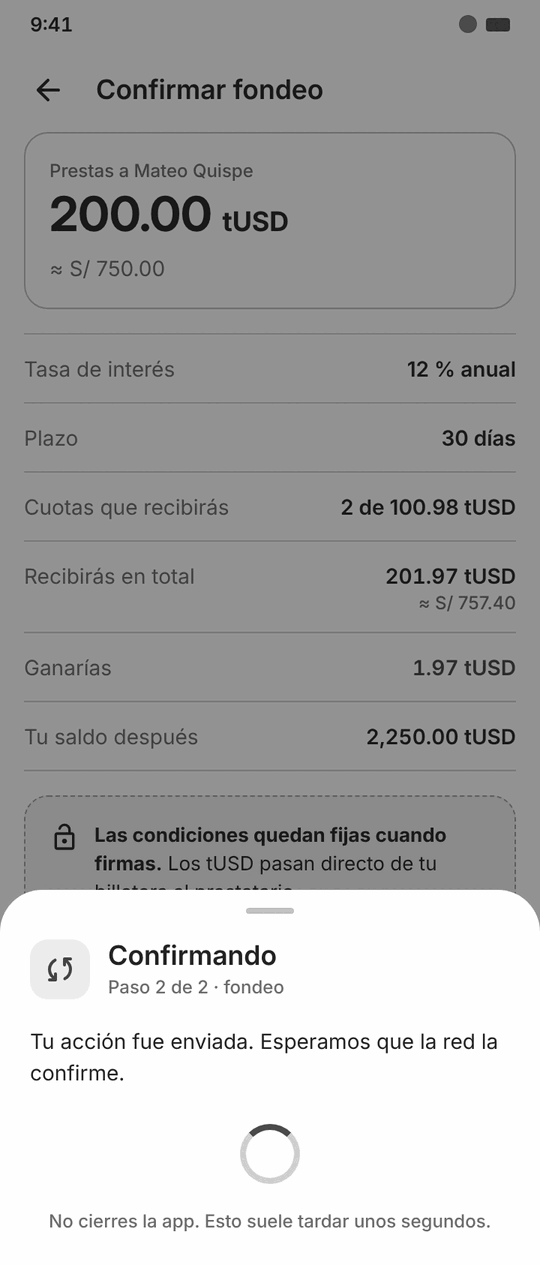 9:41
Confirmar fondeo
Prestas a Mateo Quispe
200.00 tUSD
≈ S/ 750.00
Tasa de interés 12 % anual
Plazo 30 días
Cuotas que recibirás 2 de 100.98 tUSD
Recibirás en total 201.97 tUSD
≈ S/ 757.40
Ganarías 1.97 tUSD
Tu saldo después 2,250.00 tUSD
Las condiciones quedan fijas cuando
firmas. Los tUSD pasan directo de tu
billetera al prestatario
Confirmando
Paso 2 de 2 · fondeo
Tu acción fue enviada. Esperamos que la red la
confirme.
No cierres la app. Esto suele tardar unos segundos.